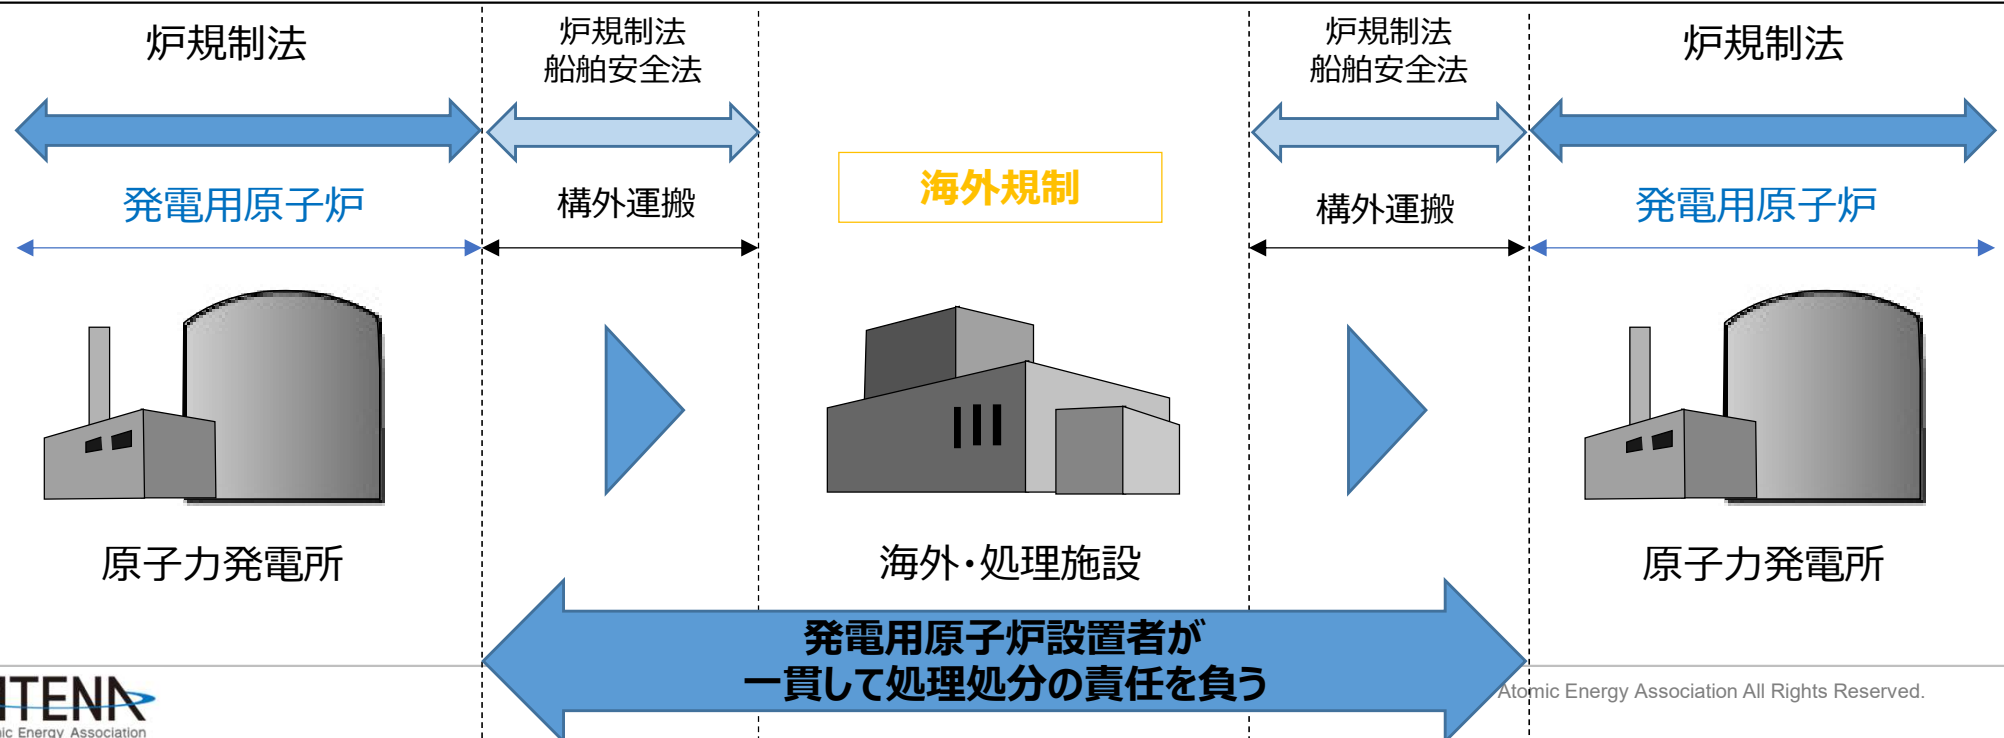 炉規制法
炉規制法
船舶安全法
炉規制法
船舶安全法
炉規制法
発電用原子炉
構外運搬
海外規制
構外運搬
発電用原子炉
原子力発電所
海外・処理施設
原子力発電所
発電用原子炉設置者が
一貫して処理処分の責任を負う
Atomic Energy Association All Rights Reserved.
Energy Association